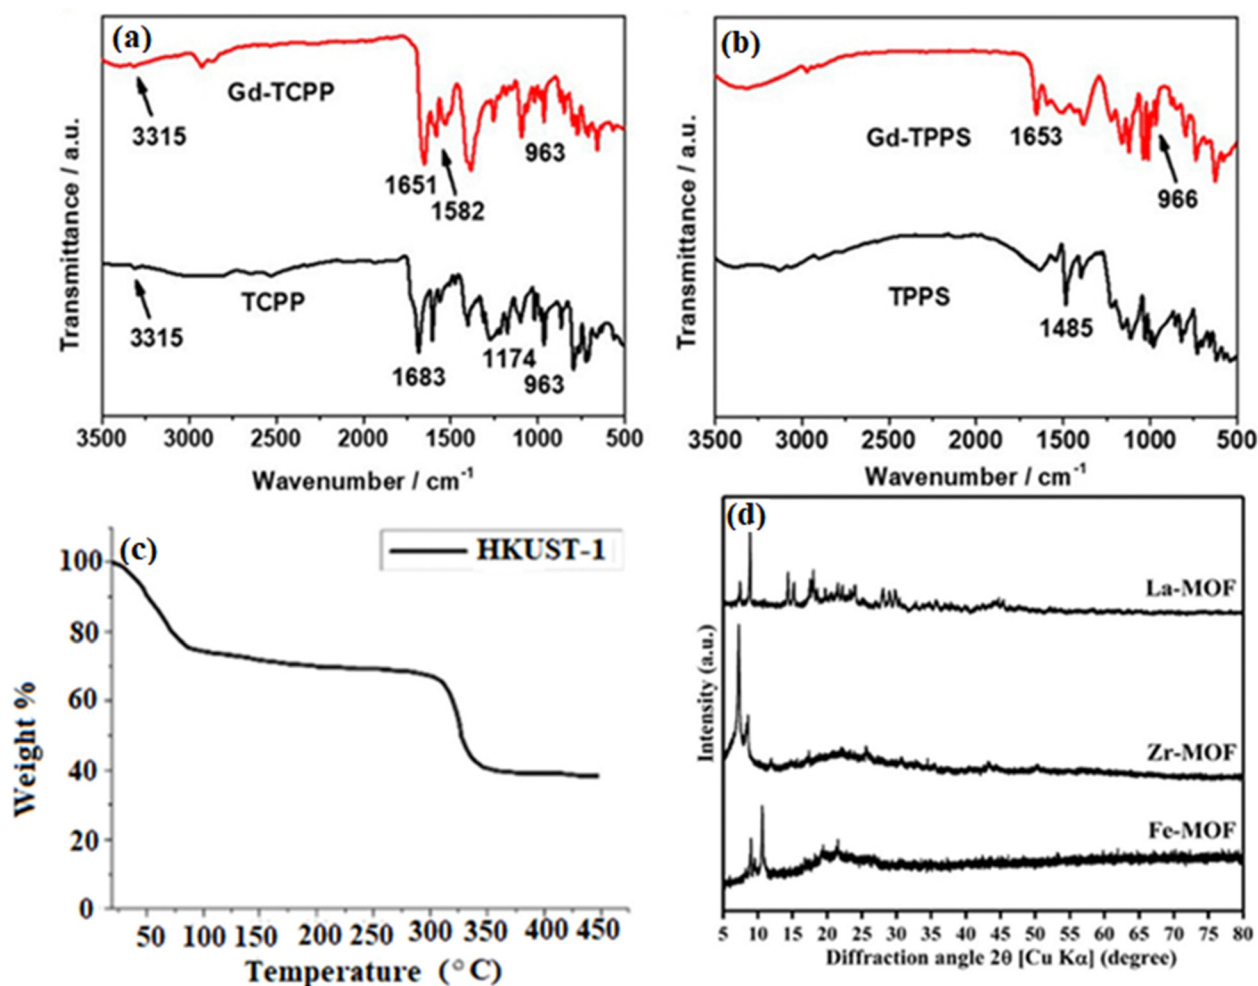 (a)
Gd-TCPP
3315
1651
1582
963
TCPP
3315
1683
1174
963
Transmittance / a.u.
3500 3000 2500 2000 1500 1000 500
Wavenumber / cm⁻¹
(b)
Gd-TPPS
1653
966
TPPS
1485
Transmittance / a.u.
3500 3000 2500 2000 1500 1000 500
Wavenumber / cm⁻¹
(c)
HKUST-1
100
80
60
40
20
0
Weight %
50 100 150 200 250 300 350 400 450
Temperature (°C)
(d)
La-MOF
Zr-MOF
Fe-MOF
Intensity (a.u.)
5 10 15 20 25 30 35 40 45 50 55 60 65 70 75 80
Diffraction angle 2θ [Cu Kα] (degree)